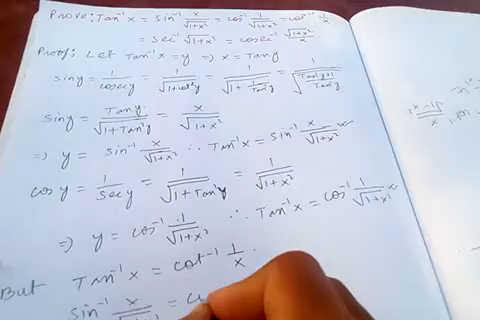 Prove: Tan⁻¹x = sin⁻¹ x/√(1+x²) = cos⁻¹ 1/√(1+x²) = cot⁻¹ 1/x
= sec⁻¹ √(1+x²) = cosec⁻¹ √(1+x²)/x
Proof: Let Tan⁻¹x = y ⇒ x = Tany
siny = 1/cosecy = 1/√(1+cot²y) = 1/√(1+1/Tan²y) = 1/√((Tan²y+1)/Tan²y)
siny = Tany/√(1+Tan²y) = x/√(1+x²)
⇒ y = sin⁻¹ x/√(1+x²) ∴ Tan⁻¹x = sin⁻¹ x/√(1+x²)
cosy = 1/secy = 1/√(1+Tan²y) = 1/√(1+x²)
⇒ y = cos⁻¹ 1/√(1+x²) ∴ Tan⁻¹x = cos⁻¹ 1/√(1+x²)
But Tan⁻¹x = cot⁻¹ 1/x.
sin⁻¹ x/ =